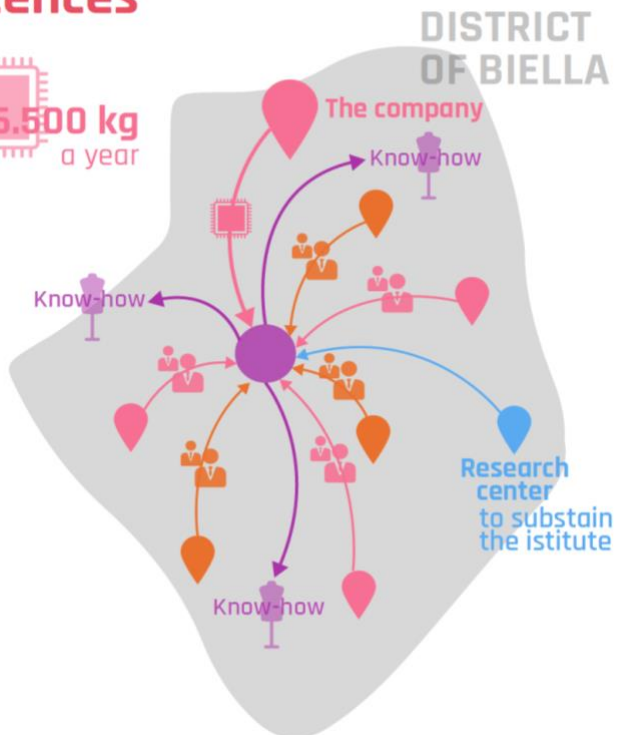 DISTRICT
OF BIELLA
5.500 kg
a year
The company
Know-how
Know-how
Research
center
to substain
the istitute
Know-how